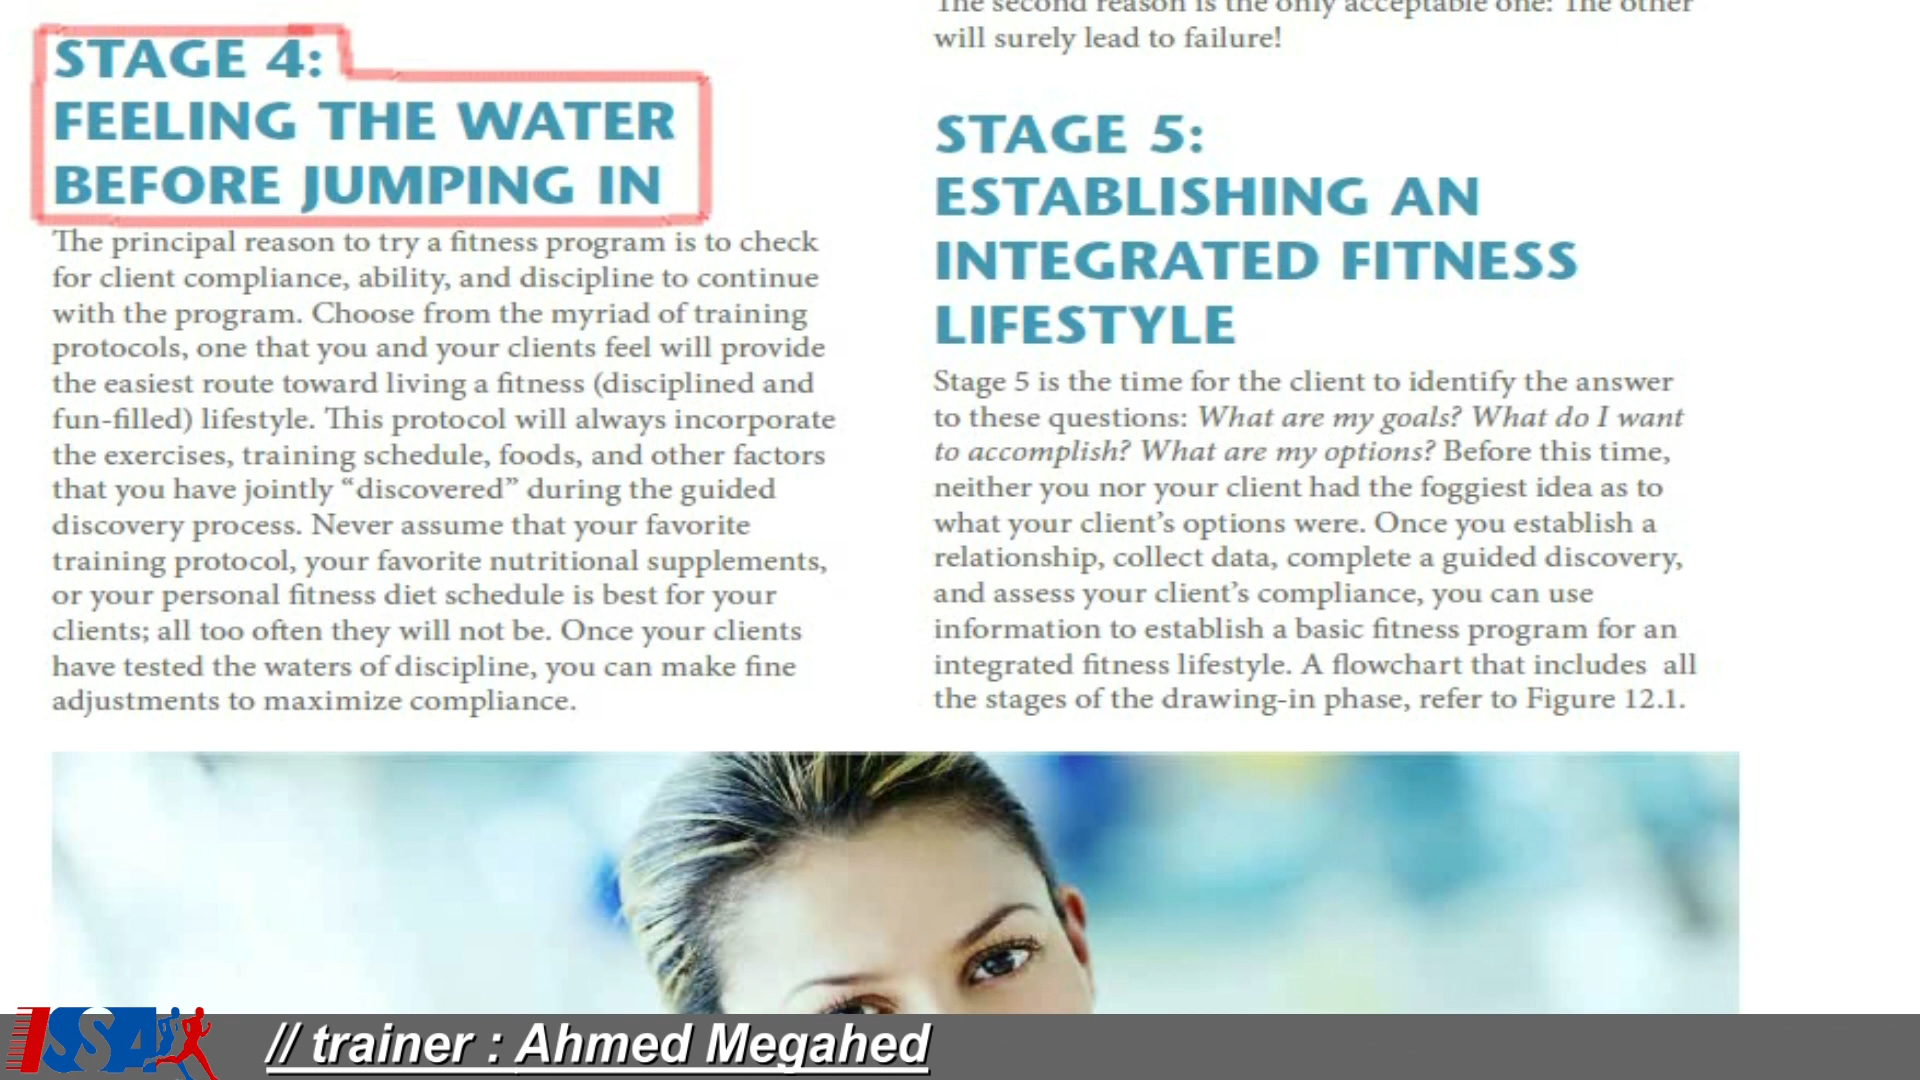 STAGE 4:
FEELING THE WATER
BEFORE JUMPING IN
The principal reason to try a fitness program is to check
for client compliance, ability, and discipline to continue
with the program. Choose from the myriad of training
protocols, one that you and your clients feel will provide
the easiest route toward living a fitness (disciplined and
fun-filled) lifestyle. This protocol will always incorporate
the exercises, training schedule, foods, and other factors
that you have jointly “discovered” during the guided
discovery process. Never assume that your favorite
training protocol, your favorite nutritional supplements,
or your personal fitness diet schedule is best for your
clients; all too often they will not be. Once your clients
have tested the waters of discipline, you can make fine
adjustments to maximize compliance.
The second reason is the only acceptable one: The other
will surely lead to failure!
STAGE 5:
ESTABLISHING AN
INTEGRATED FITNESS
LIFESTYLE
Stage 5 is the time for the client to identify the answer
to these questions: What are my goals? What do I want
to accomplish? What are my options? Before this time,
neither you nor your client had the foggiest idea as to
what your client’s options were. Once you establish a
relationship, collect data, complete a guided discovery,
and assess your client’s compliance, you can use
information to establish a basic fitness program for an
integrated fitness lifestyle. A flowchart that includes all
the stages of the drawing-in phase, refer to Figure 12.1.
ISSA
// trainer : Ahmed Megahed